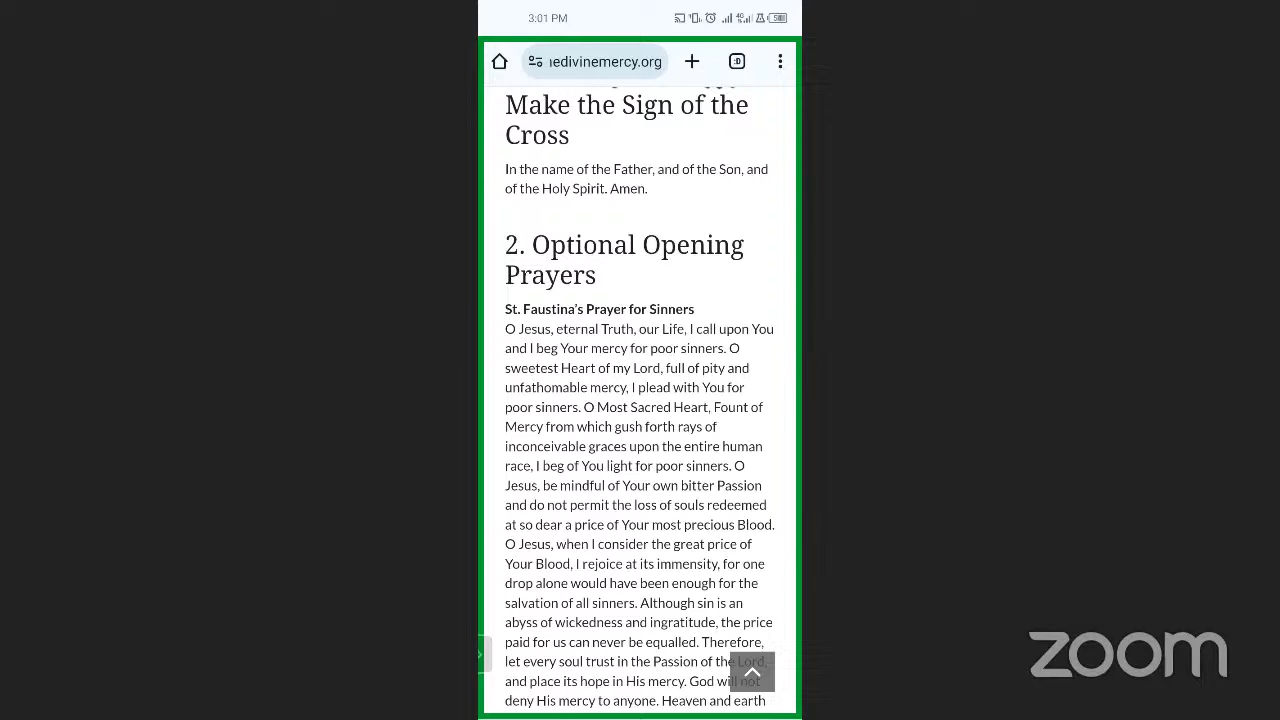 3:01 PM
edivinemercy.org
Make the Sign of the
Cross
In the name of the Father, and of the Son, and
of the Holy Spirit. Amen.
2. Optional Opening
Prayers
St. Faustina's Prayer for Sinners
O Jesus, eternal Truth, our Life, I call upon You
and I beg Your mercy for poor sinners. O
sweetest Heart of my Lord, full of pity and
unfathomable mercy, I plead with You for
poor sinners. O Most Sacred Heart, Fount of
Mercy from which gush forth rays of
inconceivable graces upon the entire human
race, I beg of You light for poor sinners. O
Jesus, be mindful of Your own bitter Passion
and do not permit the loss of souls redeemed
at so dear a price of Your most precious Blood.
O Jesus, when I consider the great price of
Your Blood, I rejoice at its immensity, for one
drop alone would have been enough for the
salvation of all sinners. Although sin is an
abyss of wickedness and ingratitude, the price
paid for us can never be equalled. Therefore,
let every soul trust in the Passion of the Lord,
and place its hope in His mercy. God will not
deny His mercy to anyone. Heaven and earth
zoom